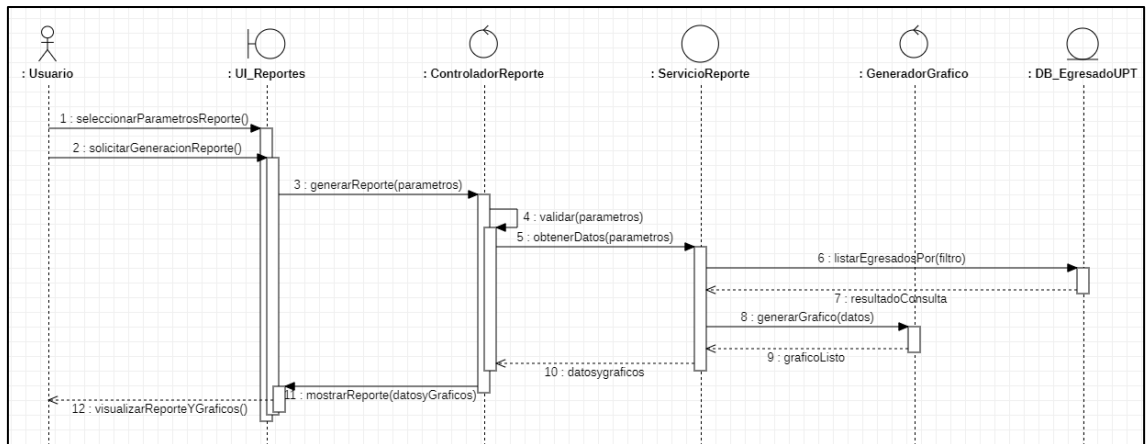 : Usuario
: UI_Reportes
: ControladorReporte
: ServicioReporte
: GeneradorGrafico
: DB_EgresadoUPT
1 : seleccionarParametrosReporte()
2 : solicitarGeneracionReporte()
3 : generarReporte(parametros)
4 : validar(parametros)
5 : obtenerDatos(parametros)
6 : listarEgresadosPor(filtro)
7 : resultadoConsulta
8 : generarGrafico(datos)
9 : graficoListo
10 : datosygraficos
11 : mostrarReporte(datosyGraficos)
12 : visualizarReporteYGraficos()